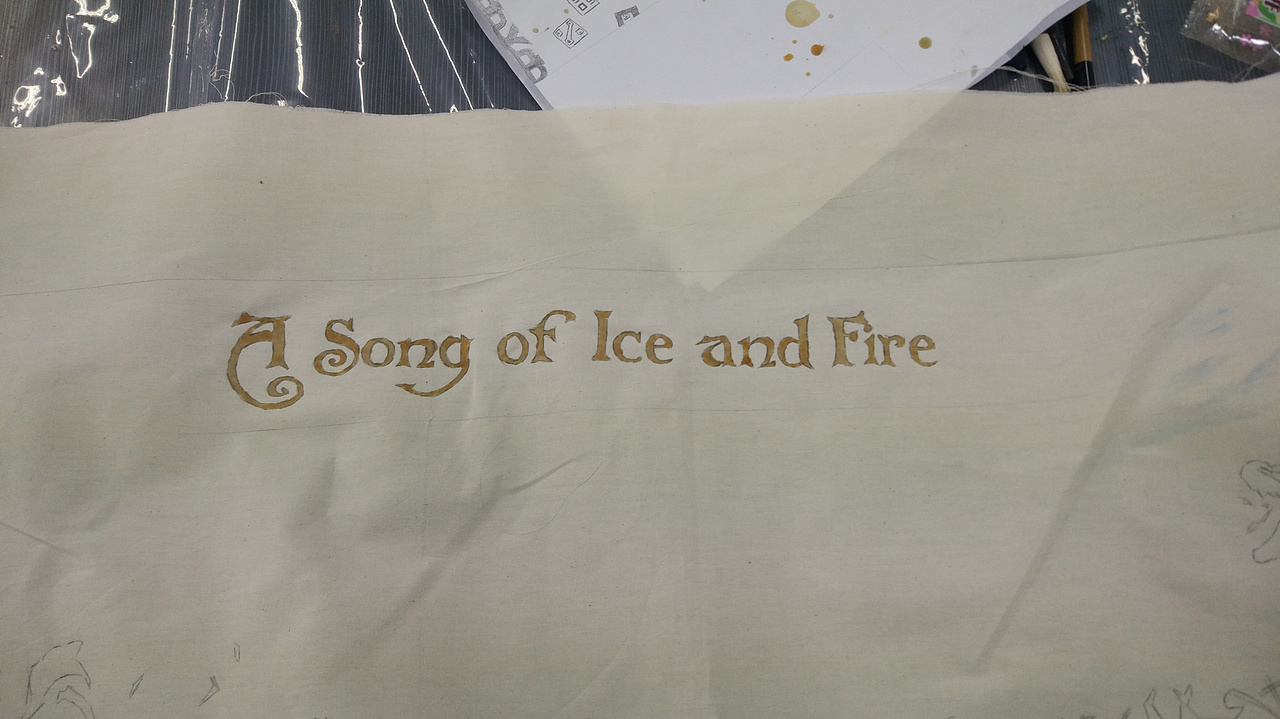 A Song of Ice and Fire